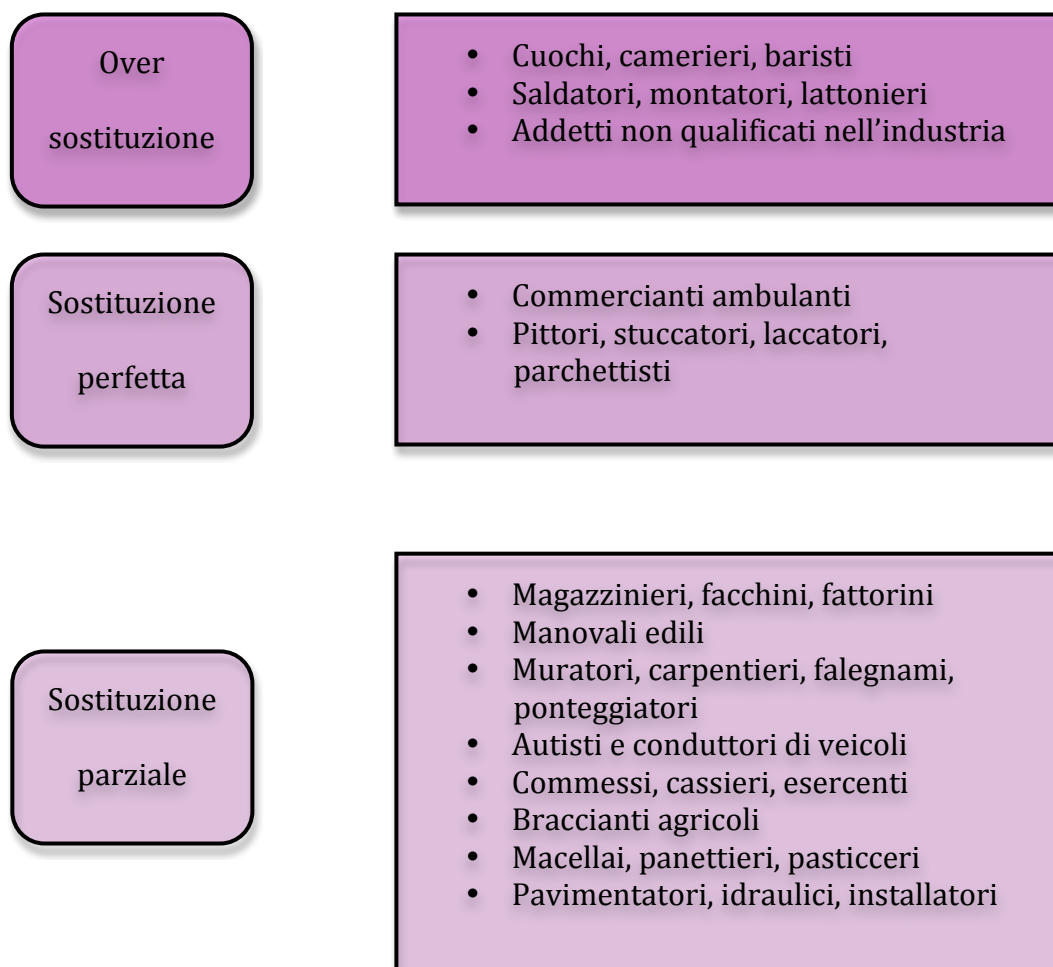 Over
sostituzione
• Cuochi, camerieri, baristi
• Saldatori, montatori, lattonieri
• Addetti non qualificati nell’industria
Sostituzione
perfetta
• Commercianti ambulanti
• Pittori, stuccatori, laccatori,
parchettisti
Sostituzione
parziale
• Magazzinieri, facchini, fattorini
• Manovali edili
• Muratori, carpentieri, falegnami,
ponteggiatori
• Autisti e conduttori di veicoli
• Commessi, cassieri, esercenti
• Braccianti agricoli
• Macellai, panettieri, pasticceri
• Pavimentatori, idraulici, installatori